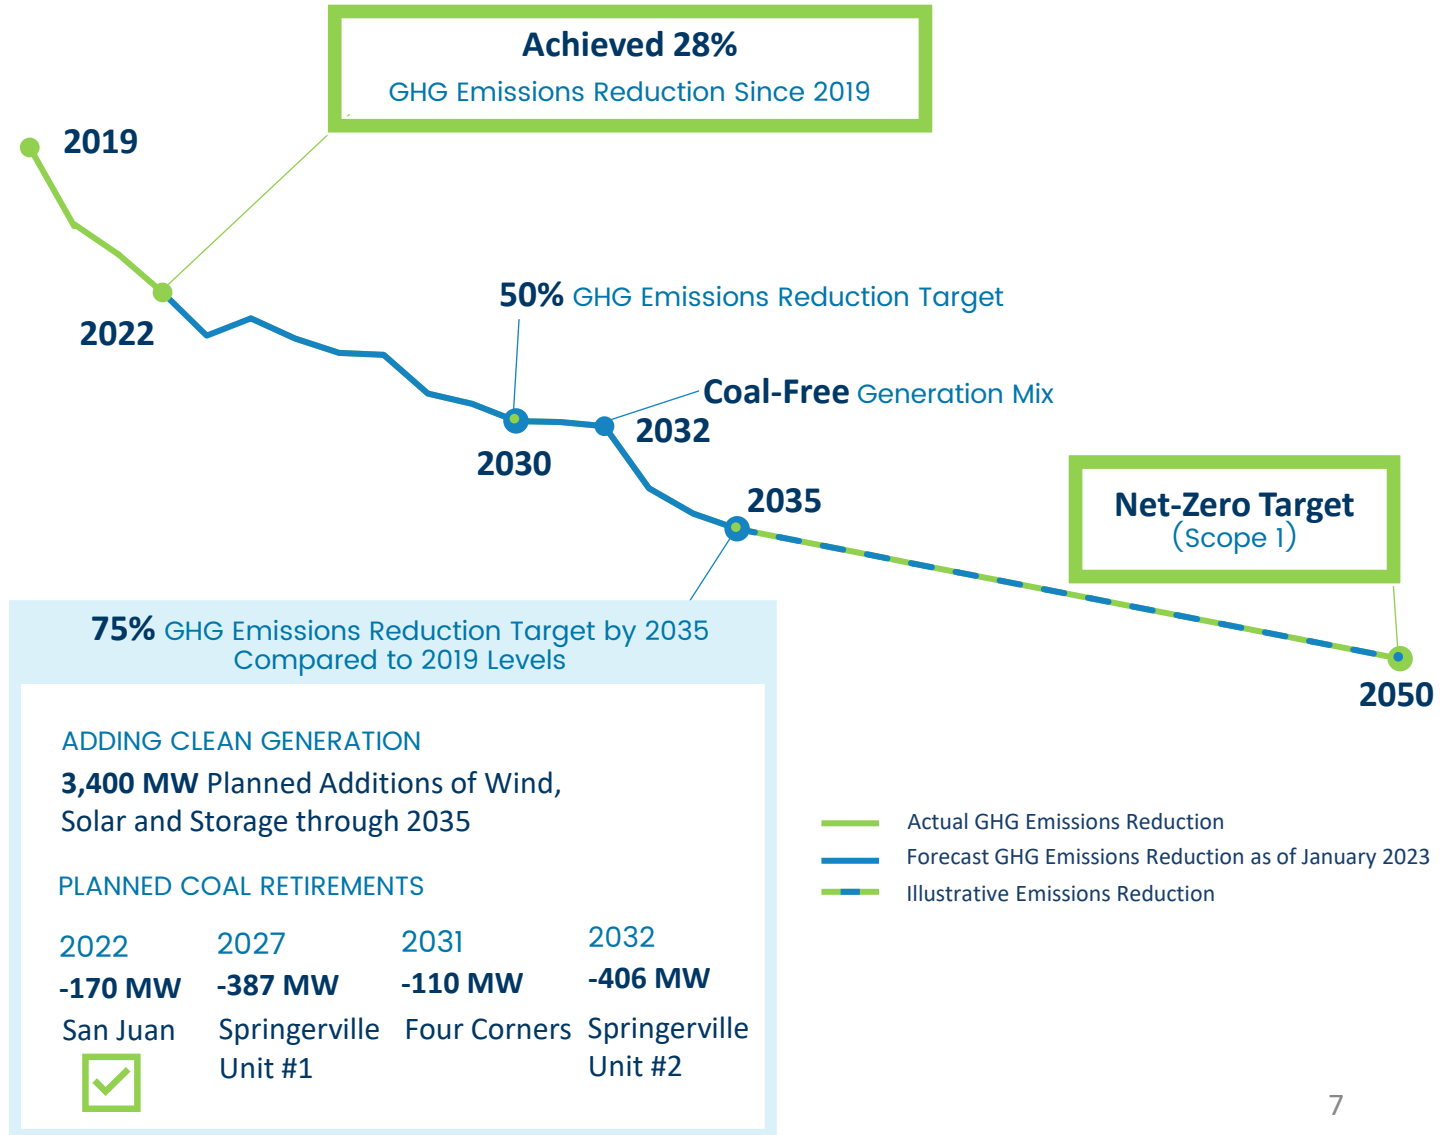 Achieved 28%
GHG Emissions Reduction Since 2019
2019
2022
50% GHG Emissions Reduction Target
Coal-Free Generation Mix
2032
2030
2035
Net-Zero Target
(Scope 1)
2050
75% GHG Emissions Reduction Target by 2035
Compared to 2019 Levels
ADDING CLEAN GENERATION
3,400 MW Planned Additions of Wind,
Solar and Storage through 2035
PLANNED COAL RETIREMENTS
2022
-170 MW
San Juan
2027
-387 MW
Springerville
Unit #1
2031
-110 MW
Four Corners
2032
-406 MW
Springerville
Unit #2
Actual GHG Emissions Reduction
Forecast GHG Emissions Reduction as of January 2023
Illustrative Emissions Reduction
7